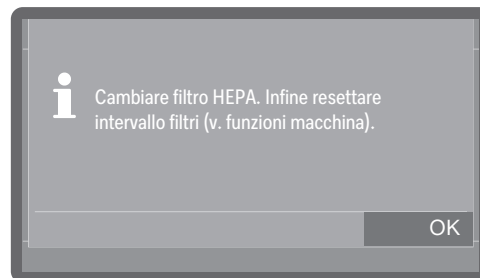 Cambiare filtro HEPA. Infine resettare
intervallo filtri (v. funzioni macchina).
OK